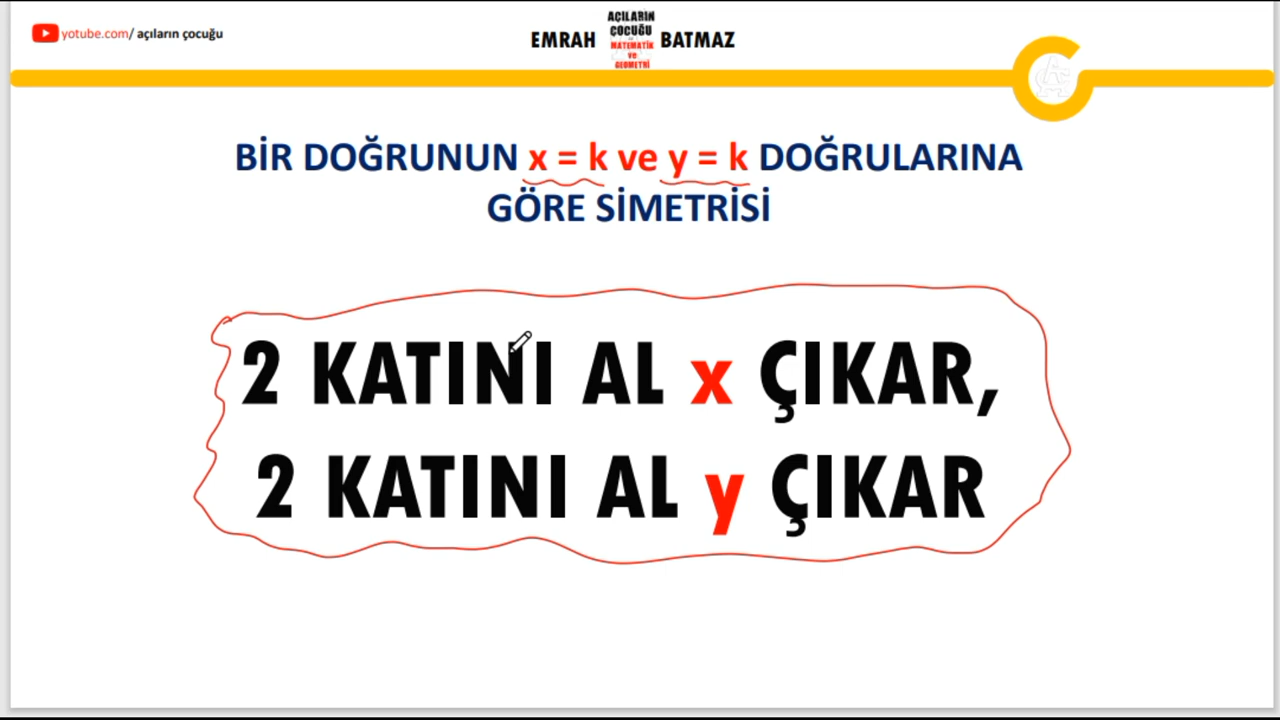 yotube.com/ açıların çocuğu
EMRAH
AÇILARIN
ÇOCUĞU
MATEMATİK
ve
GEOMETRİ
BATMAZ
BİR DOĞRUNUN x = k ve y = k DOĞRULARINA
GÖRE SİMETRİSİ
2 KATINI AL x ÇIKAR,
2 KATINI AL y ÇIKAR